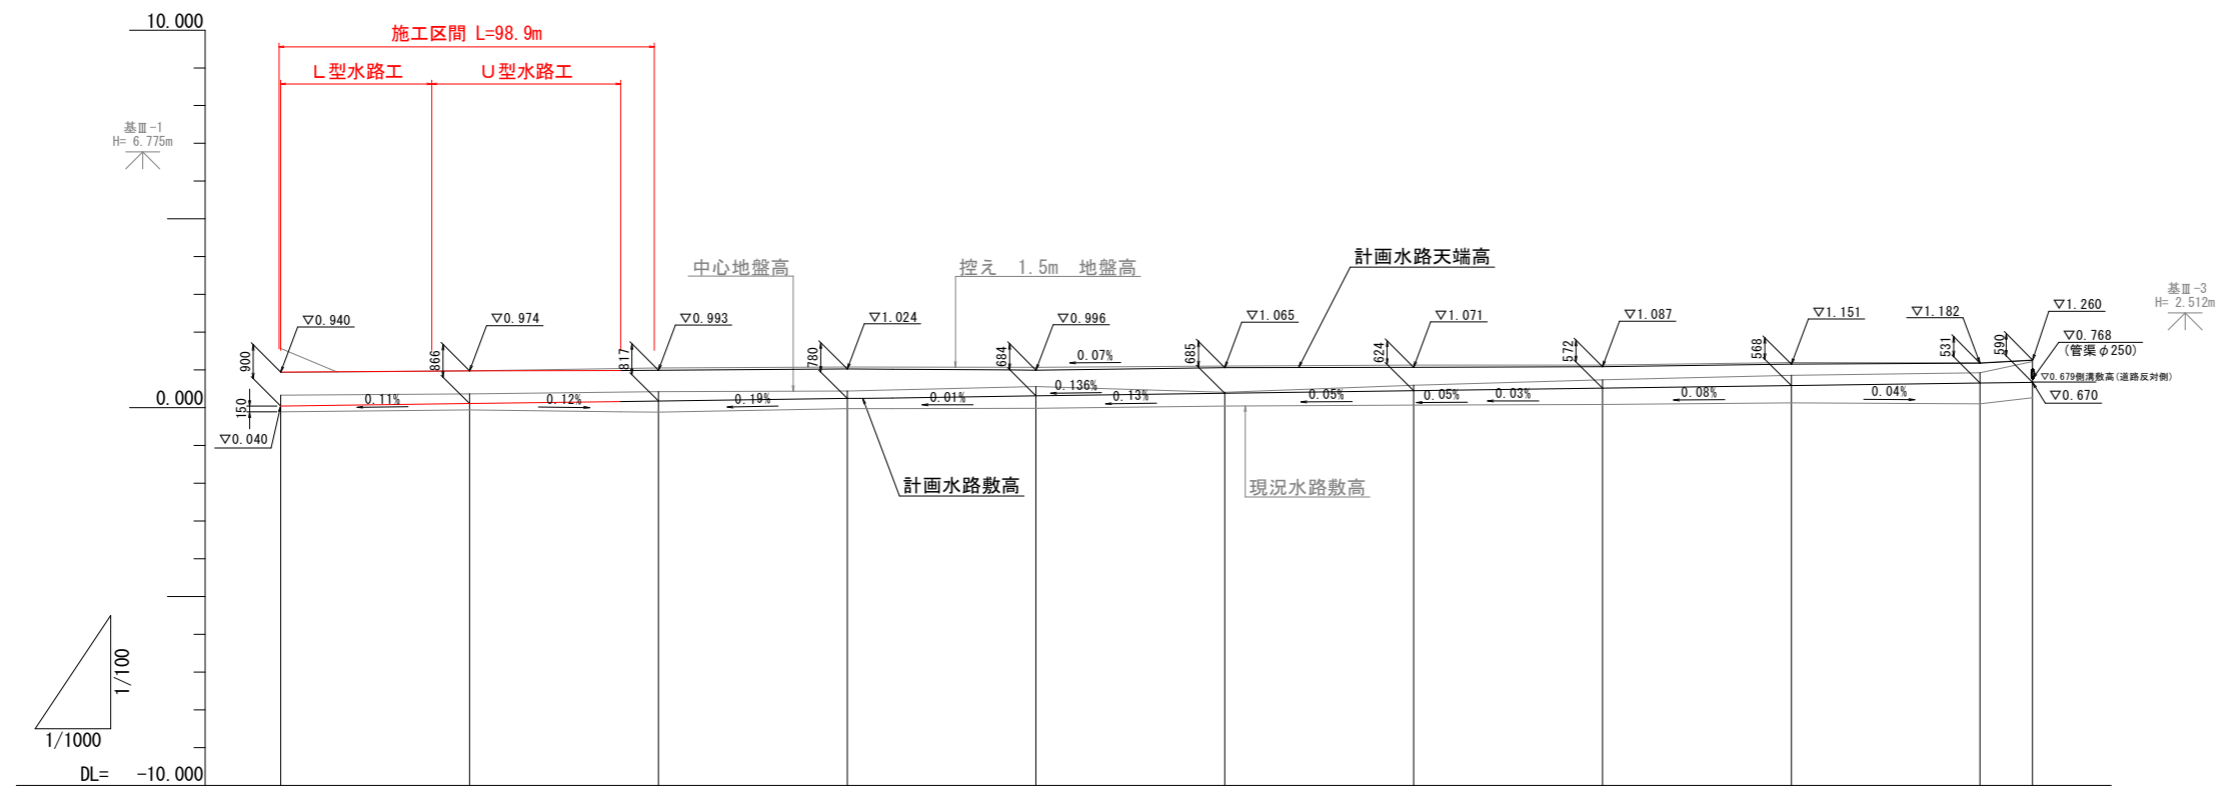 10.000
施工区間 L=98.9m
L型水路工
U型水路工
基Ⅲ-1
H= 6.775m
中心地盤高
控え 1.5m 地盤高
計画水路天端高
基Ⅲ-3
H= 2.512m
▽0.940
▽0.974
▽0.993
▽1.024
▽0.996
▽1.065
▽1.071
▽1.087
▽1.151
▽1.182
▽1.260
▽0.768
(管渠φ250)
▽0.679側溝敷高(道路反対側)
▽0.670
900
866
817
780
684
685
624
572
568
531
590
0.07%
0.136%
0.000
150
0.11%
0.12%
0.19%
0.01%
0.13%
0.05%
0.05%
0.03%
0.08%
0.04%
▽0.040
計画水路敷高
現況水路敷高
1/100
1/1000
DL= -10.000